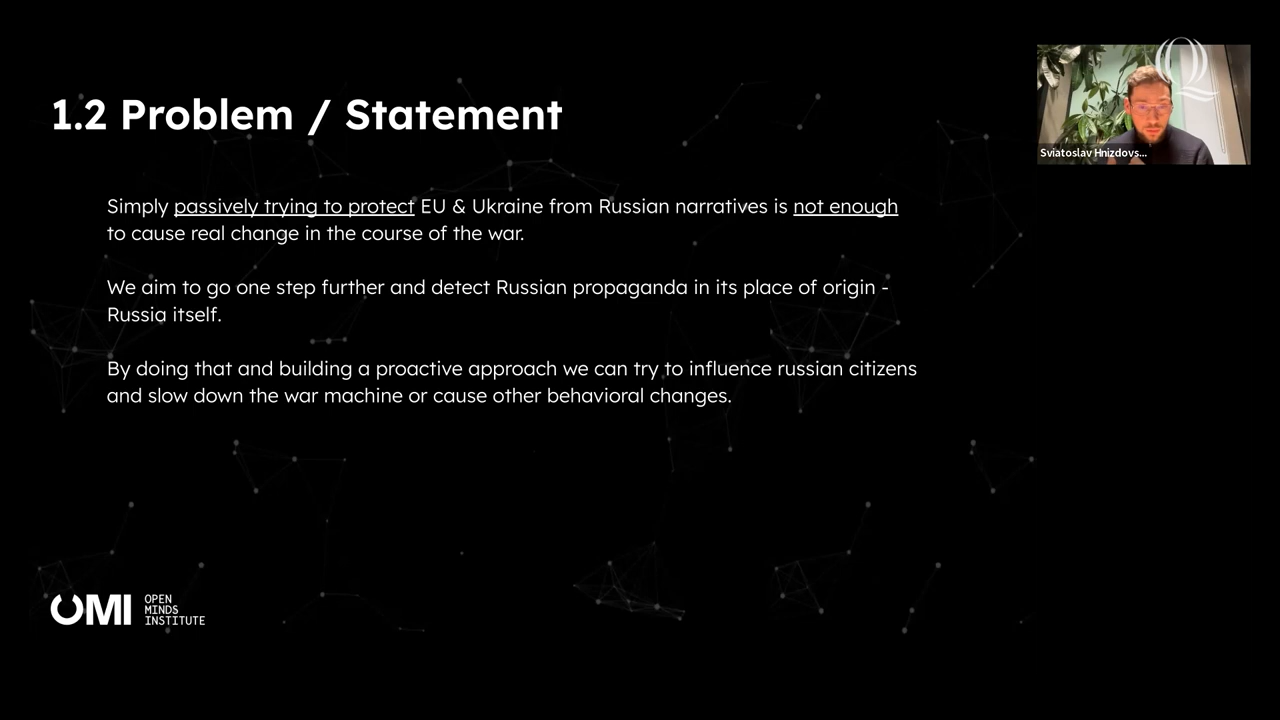 1.2 Problem / Statement
Sviatoslav Hnizdovs...
Simply passively trying to protect EU & Ukraine from Russian narratives is not enough
to cause real change in the course of the war.
We aim to go one step further and detect Russian propaganda in its place of origin -
Russia itself.
By doing that and building a proactive approach we can try to influence russian citizens
and slow down the war machine or cause other behavioral changes.
OMI
OPEN
MINDS
INSTITUTE